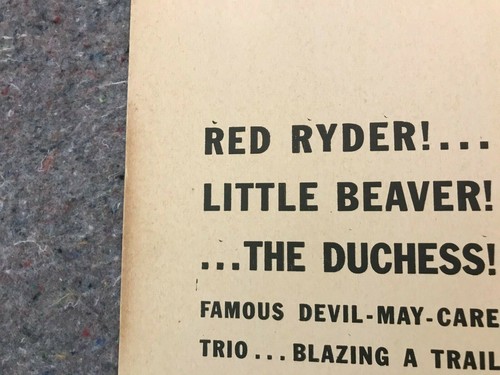 RED RYDER!...
LITTLE BEAVER!
...THE DUCHESS!
FAMOUS DEVIL-MAY-CARE
TRIO...BLAZING A TRAIL